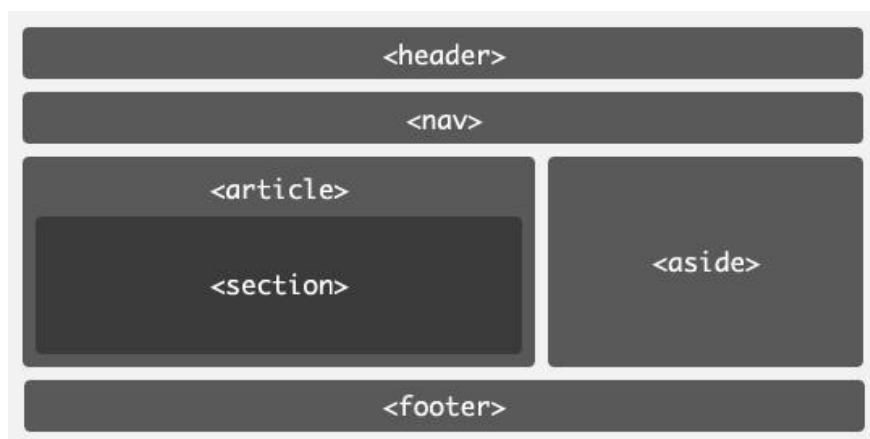 <header>
<nav>
<article>
<section>
<aside>
<footer>